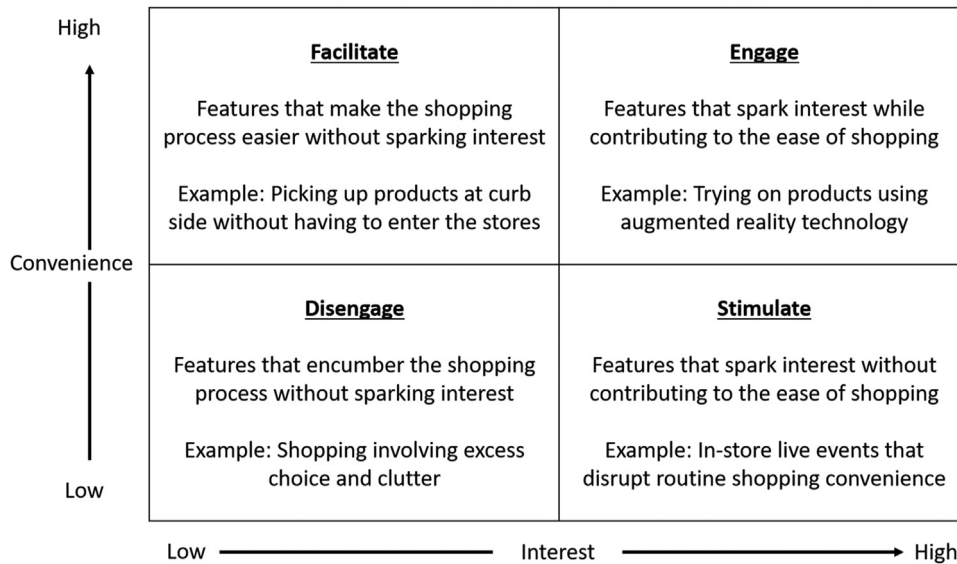 High
Facilitate
Features that make the shopping
process easier without sparking interest
Example: Picking up products at curb
side without having to enter the stores
Engage
Features that spark interest while
contributing to the ease of shopping
Example: Trying on products using
augmented reality technology
Convenience
Disengage
Features that encumber the shopping
process without sparking interest
Example: Shopping involving excess
choice and clutter
Stimulate
Features that spark interest without
contributing to the ease of shopping
Example: In-store live events that
disrupt routine shopping convenience
Low
Low
Interest
High